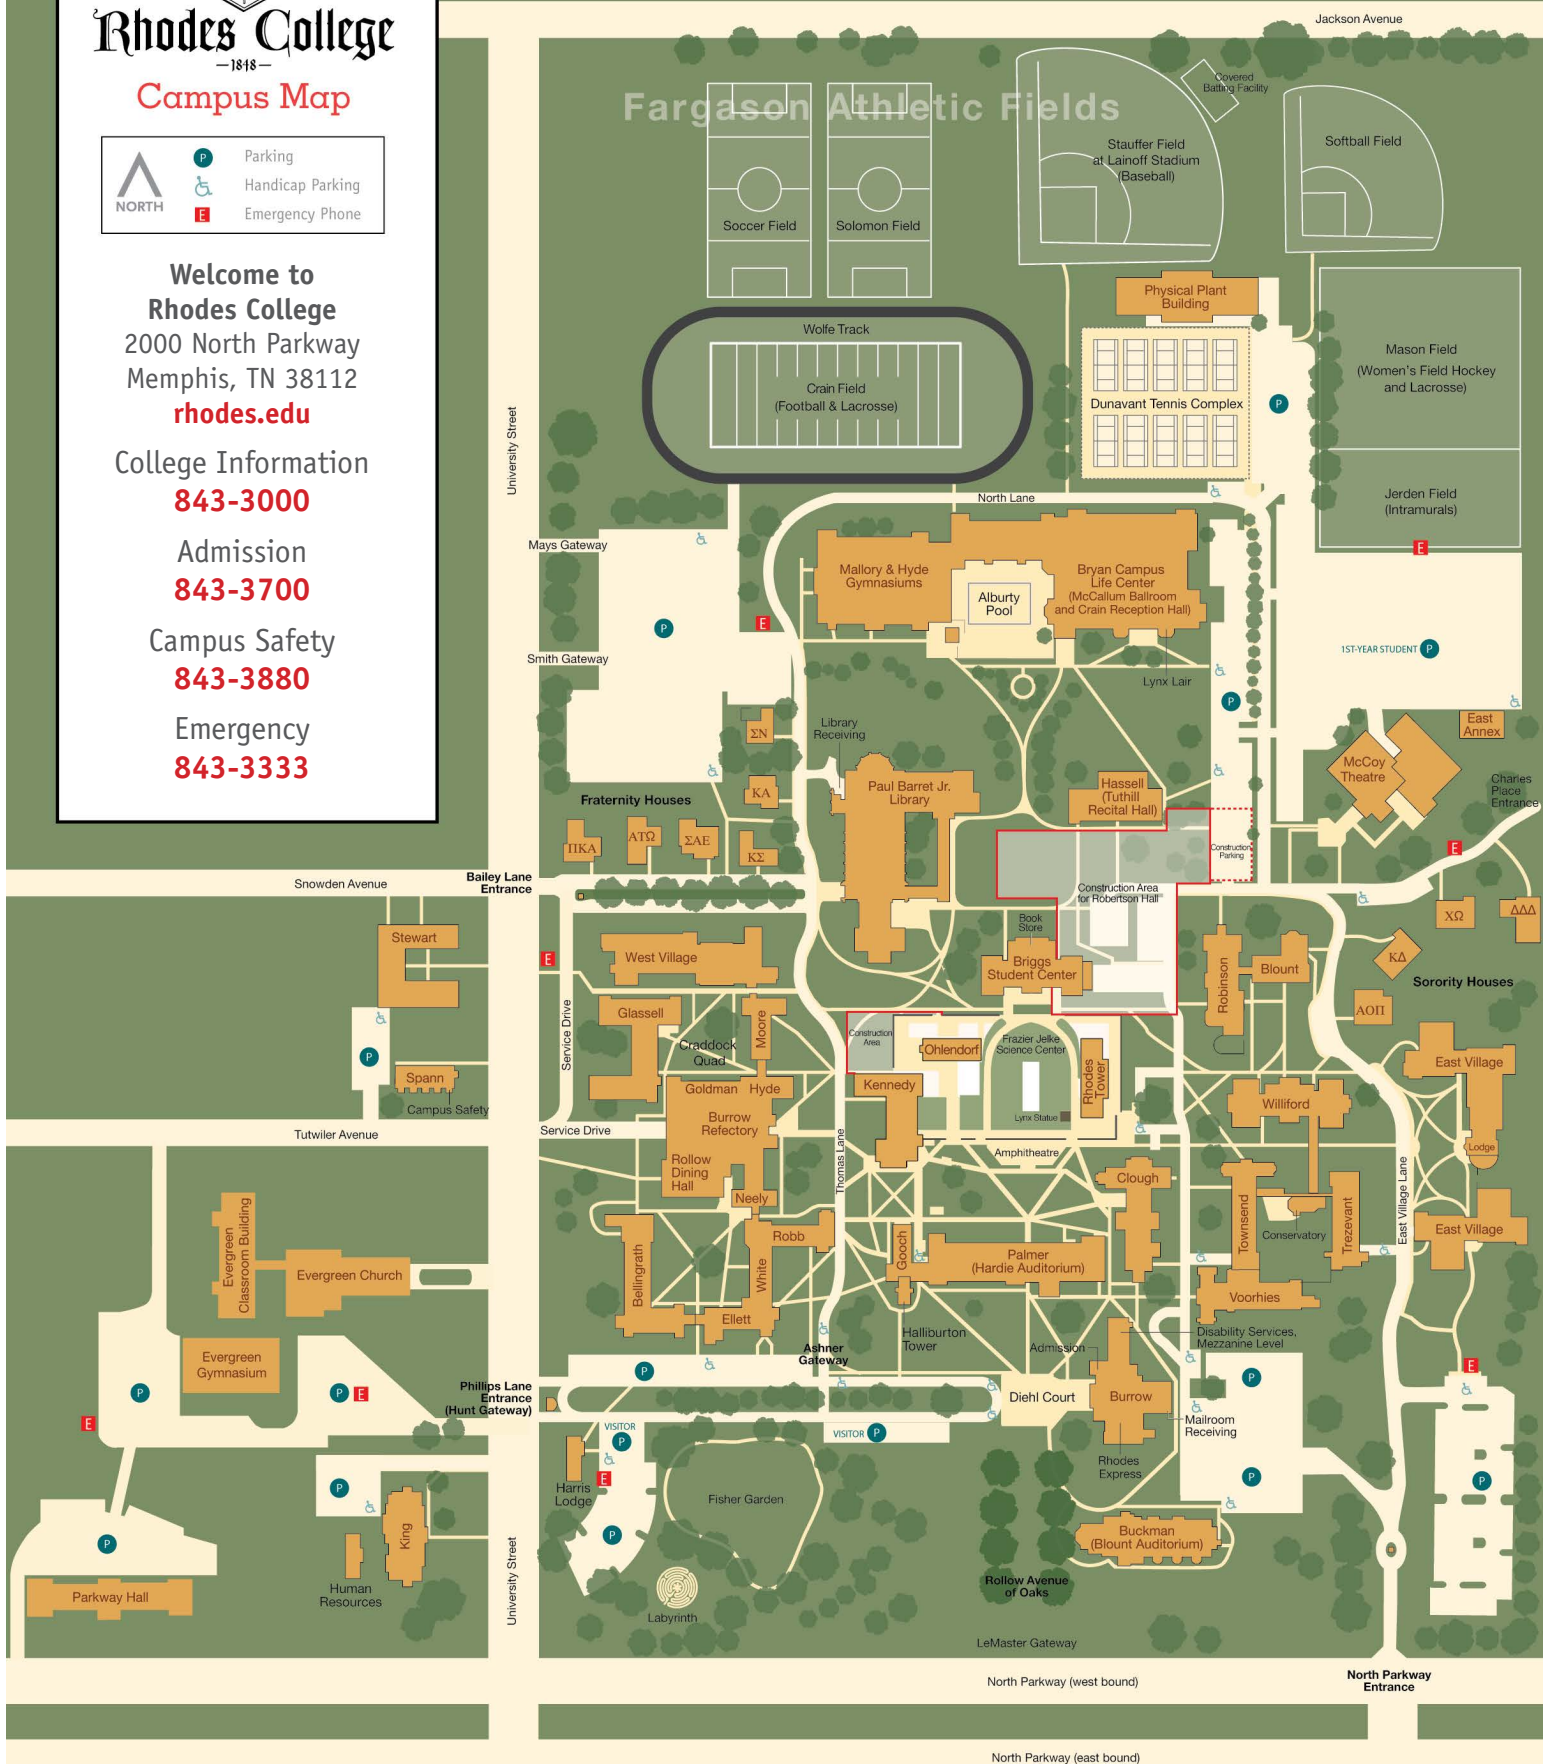 Rhodes College
—1848—
Campus Map
NORTH
P Parking
Handicap Parking
E Emergency Phone
Welcome to
Rhodes College
2000 North Parkway
Memphis, TN 38112
rhodes.edu
College Information
843-3000
Admission
843-3700
Campus Safety
843-3880
Emergency
843-3333
Jackson Avenue
Fargason Athletic Fields
Covered
Batting Facility
Stauffer Field
at Lainoff Stadium
(Baseball)
Softball Field
Soccer Field
Solomon Field
Physical Plant
Building
Wolfe Track
Crain Field
(Football & Lacrosse)
Dunavant Tennis Complex
P
Mason Field
(Women's Field Hockey
and Lacrosse)
Jerden Field
(Intramurals)
E
University Street
North Lane
Mays Gateway
Mallory & Hyde
Gymnasiums
Alburty
Pool
Bryan Campus
Life Center
(McCallum Ballroom
and Crain Reception Hall)
P
E
Smith Gateway
1ST-YEAR STUDENT P
Lynx Lair
P
ΣΝ
Library
Receiving
East
Annex
McCoy
Theatre
Charles
Place
Entrance
ΚΑ
Paul Barret Jr.
Library
Hassell
(Tuthill
Recital Hall)
Fraternity Houses
ΠΚΑ
ΑΤΩ
ΣΑΕ
ΚΣ
Construction
Parking
E
Snowden Avenue
Bailey Lane
Entrance
Construction Area
for Robertson Hall
ΧΩ
ΔΔΔ
Stewart
Book
Store
West Village
E
Briggs
Student Center
Robinson
Blount
ΚΔ
Sorority Houses
Service Drive
Glassell
Moore
Craddock
Quad
Construction
Area
Ohlendorf
Frazier Jelke
Science Center
Rhodes
Tower
ΑΟΠ
East Village
P
Spann
Campus Safety
Goldman Hyde
Kennedy
Williford
Burrow
Refectory
Lynx Statue
Tutwiler Avenue
Service Drive
Thomas Lane
Amphitheatre
Lodge
Rollow
Dining
Hall
Neely
Clough
Townsend
Conservatory
Trezevant
East Village Lane
East Village
Evergreen
Classroom Building
Evergreen Church
Bellingrath
Robb
White
Gooch
Palmer
(Hardie Auditorium)
Voorhies
Ellett
Halliburton
Tower
Ashner
Gateway
Admission
Disability Services,
Mezzanine Level
Evergreen
Gymnasium
P
P
E
P
E
E
Phillips Lane
Entrance
(Hunt Gateway)
P
Diehl Court
Burrow
Mailroom
Receiving
VISITOR
P
VISITOR P
Rhodes
Express
P
P
P
Harris
Lodge
E
Fisher Garden
P
P
King
Buckman
(Blount Auditorium)
Parkway Hall
Human
Resources
University Street
Labyrinth
Rollow Avenue
of Oaks
LeMaster Gateway
North Parkway (west bound)
North Parkway
Entrance
North Parkway (east bound)